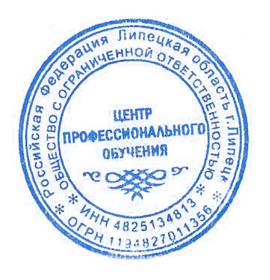 Российская Федерация Липецкая область г.Липецк
ОБЩЕСТВО С ОГРАНИЧЕННОЙ ОТВЕТСТВЕННОСТЬЮ
ЦЕНТР
ПРОФЕССИОНАЛЬНОГО
ОБУЧЕНИЯ
* ИНН 4825134813 *
* ОГРН 1194827011356 *